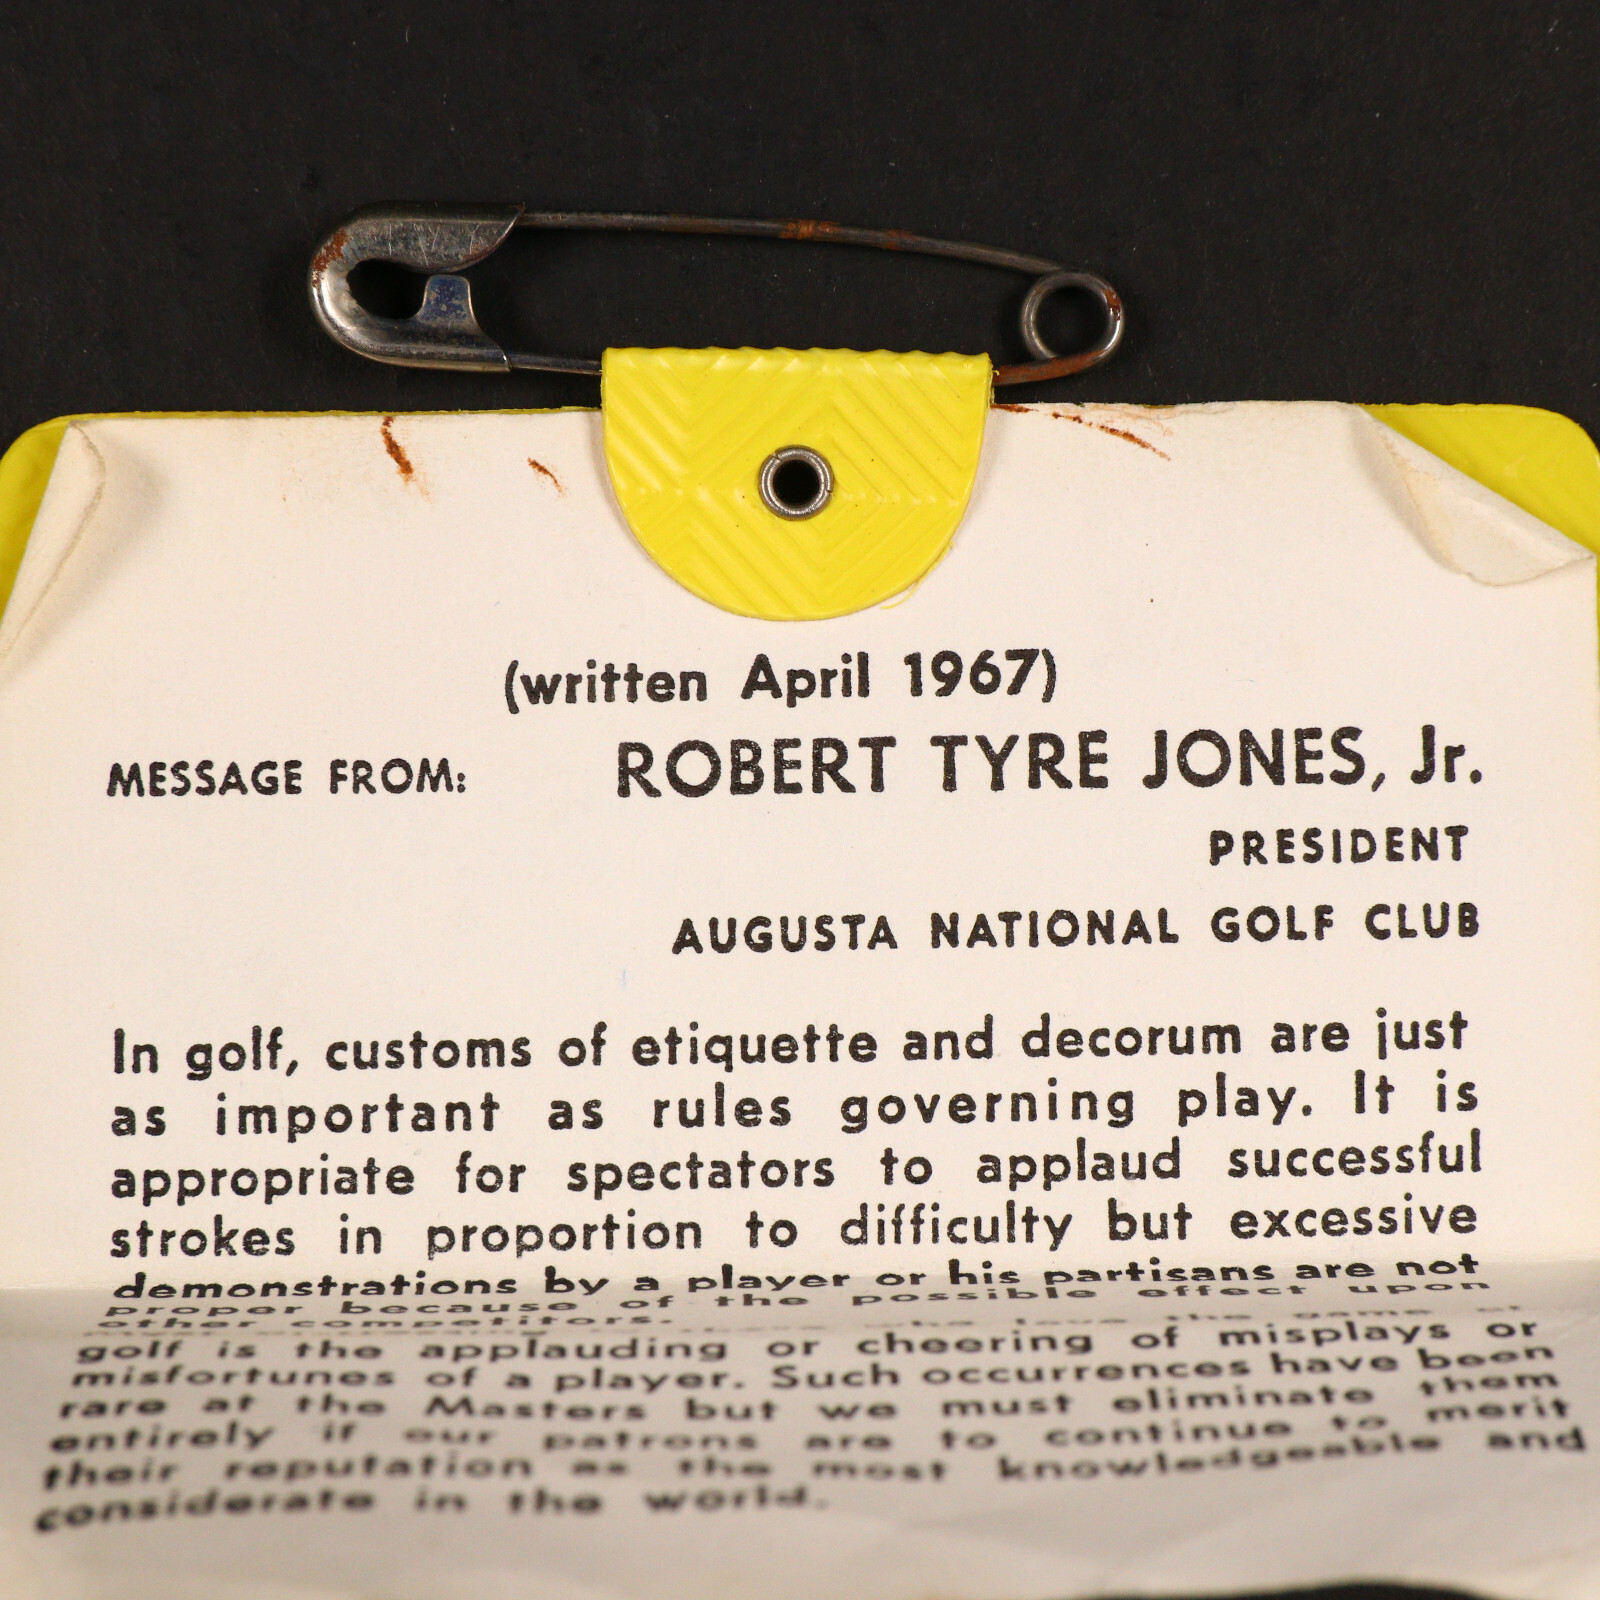 (written April 1967)
MESSAGE FROM: ROBERT TYRE JONES, Jr.
PRESIDENT
AUGUSTA NATIONAL GOLF CLUB
In golf, customs of etiquette and decorum are just
as important as rules governing play. It is
appropriate for spectators to applaud successful
strokes in proportion to difficulty but excessive
demonstrations by a player or his partisans are not
proper because of the possible effect upon
other competitors.
who love the game of
golf is the applauding or cheering of misplays or
misfortunes of a player. Such occurrences have been
rare at the Masters but we must eliminate them
entirely if our patrons are to continue to merit
their reputation as the most knowledgeable and
considerate in the world.